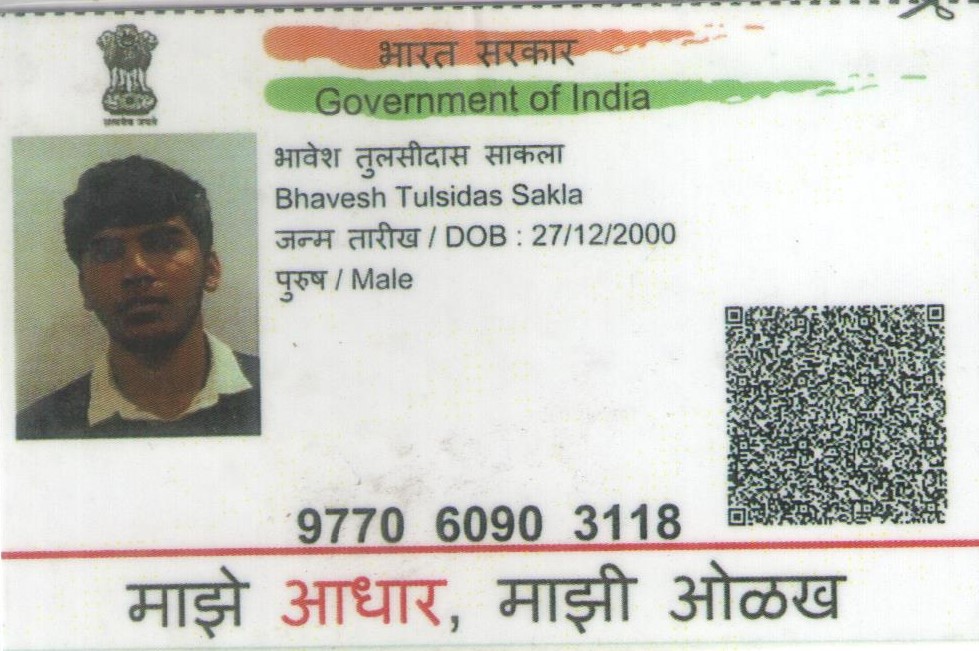 भारत सरकार
Government of India
सत्यमेव जयते
भावेश तुलसीदास साकला
Bhavesh Tulsidas Sakla
जन्म तारीख / DOB : 27/12/2000
पुरुष / Male
9770 6090 3118
माझे आधार, माझी ओळख